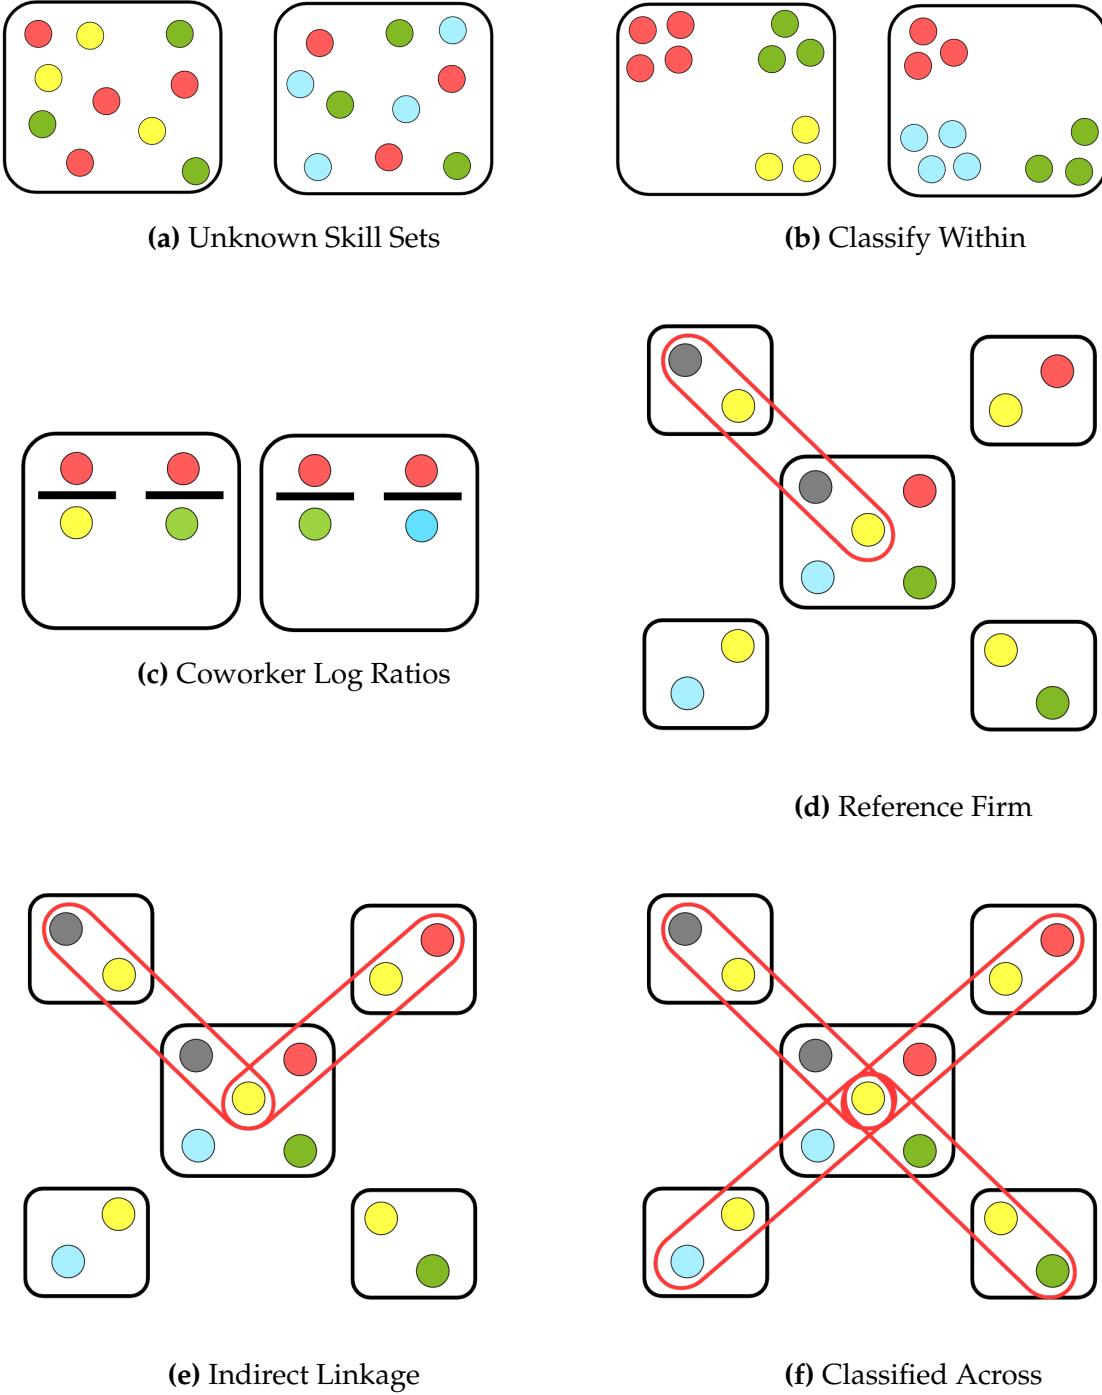 (a) Unknown Skill Sets
(b) Classify Within
(c) Coworker Log Ratios
(d) Reference Firm
(e) Indirect Linkage
(f) Classified Across